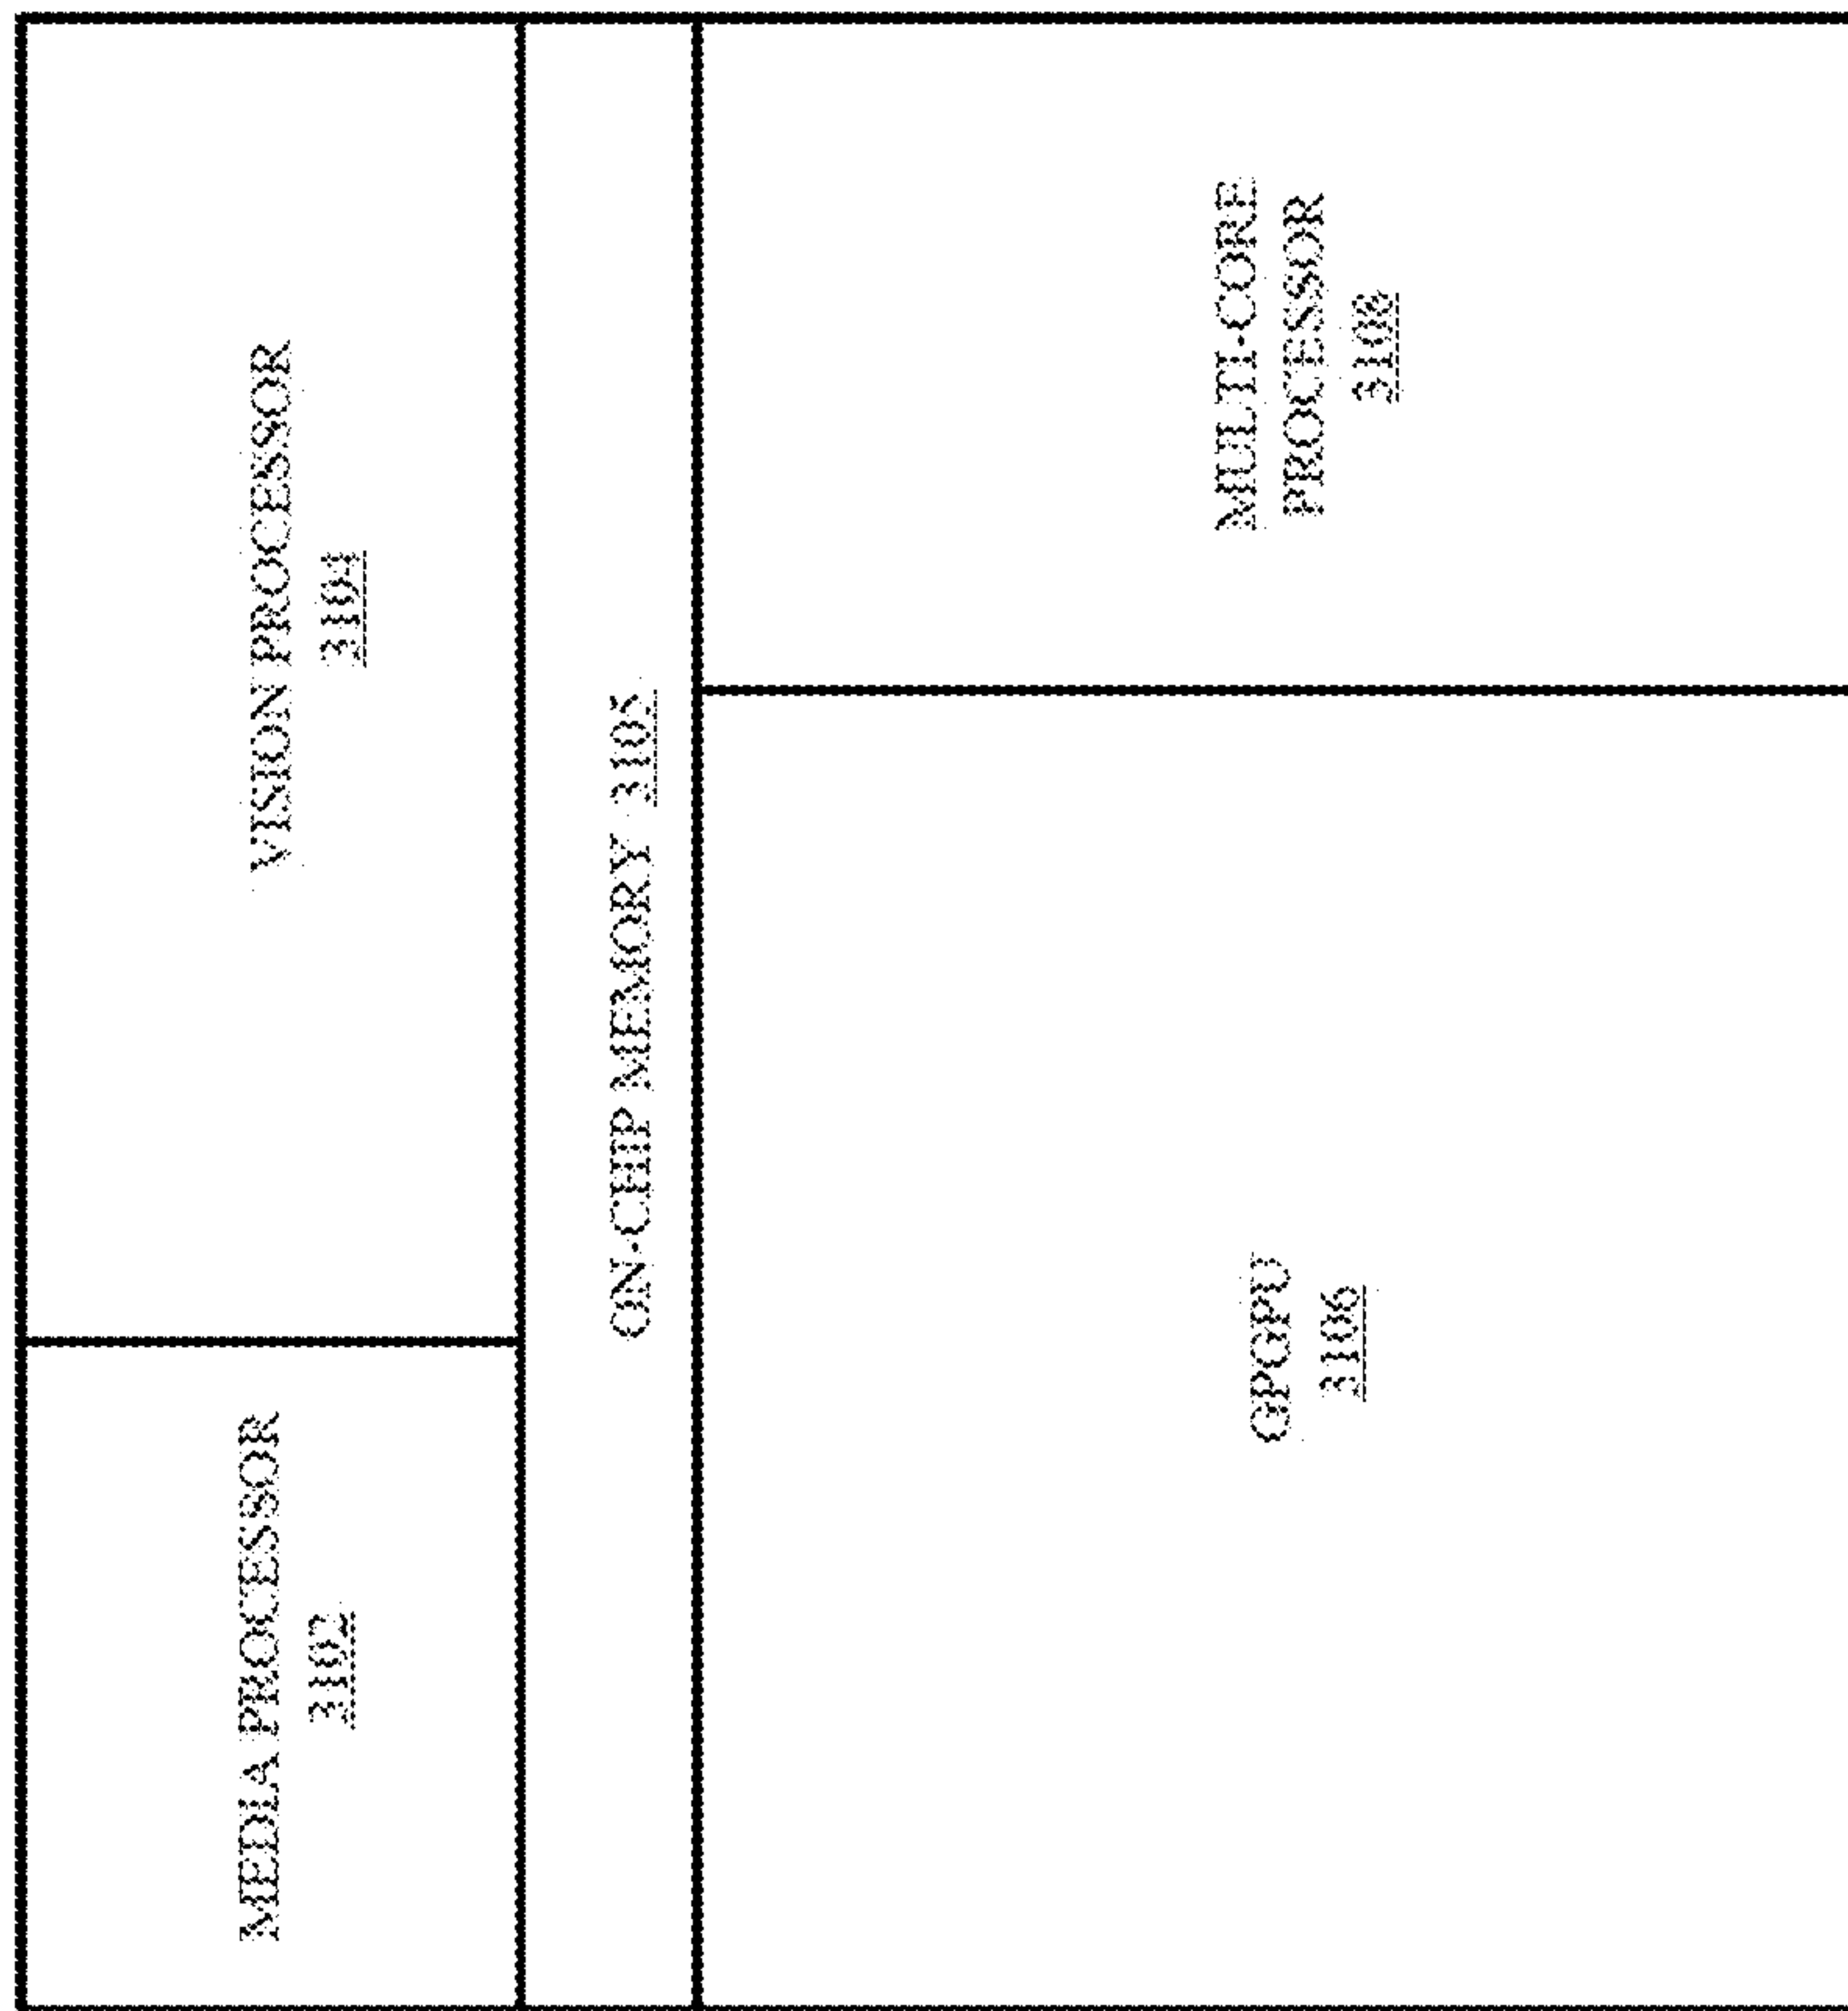 MEDIA PROCESSOR
3102
VISION PROCESSOR
3104
ON-CHIP MEMORY 3105
GPGPU
3106
MULTI-CORE
PROCESSOR
3108